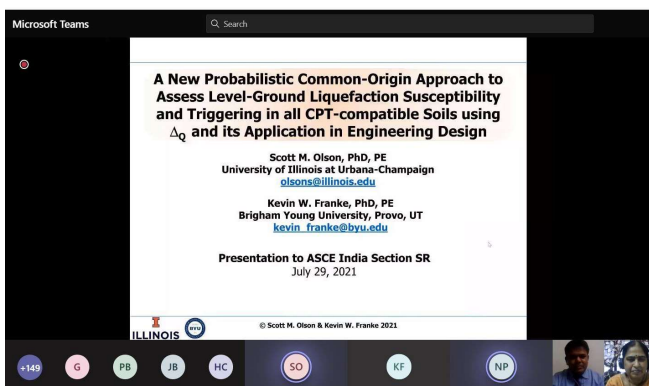 Microsoft Teams
Search
A New Probabilistic Common-Origin Approach to
Assess Level-Ground Liquefaction Susceptibility
and Triggering in all CPT-compatible Soils using
ΔQ and its Application in Engineering Design
Scott M. Olson, PhD, PE
University of Illinois at Urbana-Champaign
olsons@illinois.edu
Kevin W. Franke, PhD, PE
Brigham Young University, Provo, UT
kevin_franke@byu.edu
Presentation to ASCE India Section SR
July 29, 2021
I
ILLINOIS
BYU
© Scott M. Olson & Kevin W. Franke 2021
+149
G
PB
JB
HC
SO
KF
NP